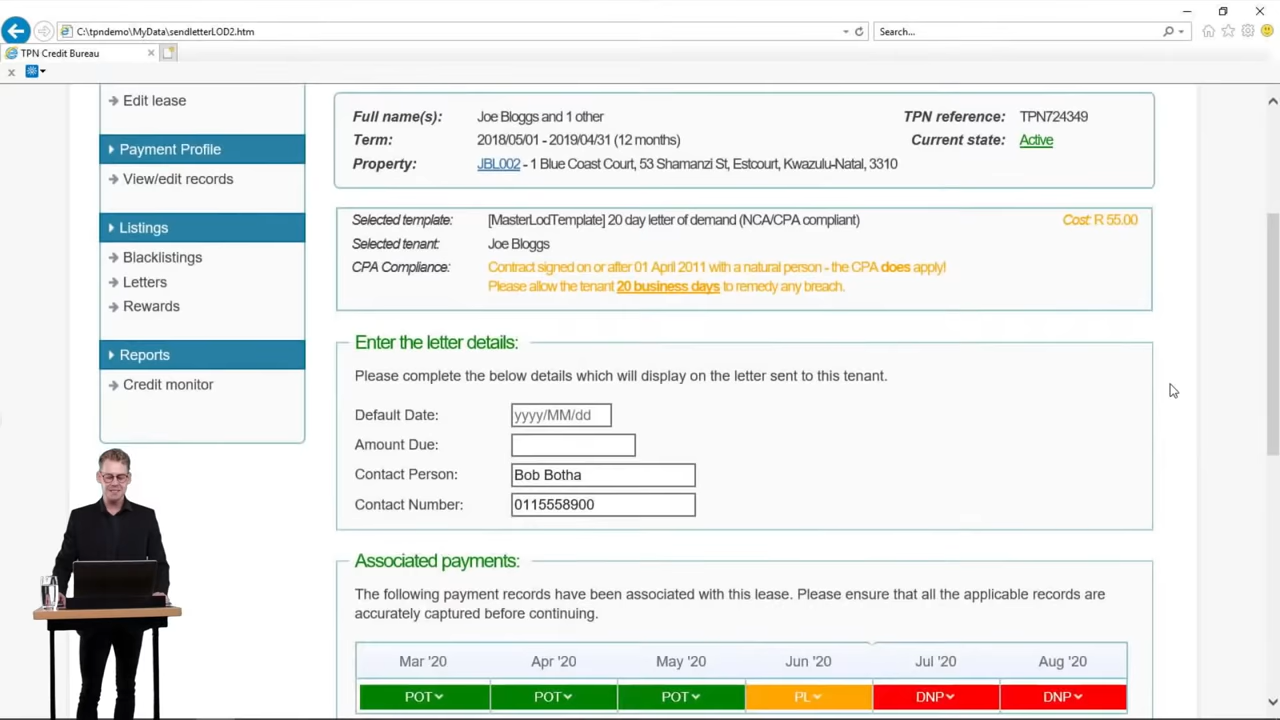 C:\tpndemo\MyData\sendletterLOD2.htm
Search...
TPN Credit Bureau
Edit lease
Payment Profile
View/edit records
Listings
Blacklistings
Letters
Rewards
Reports
Credit monitor
Full name(s): Joe Bloggs and 1 other TPN reference: TPN724349
Term: 2018/05/01 - 2019/04/31 (12 months) Current state: Active
Property: JBL002 - 1 Blue Coast Court, 53 Shamanzi St, Estcourt, Kwazulu-Natal, 3310
Selected template: [MasterLodTemplate] 20 day letter of demand (NCA/CPA compliant) Cost: R 55.00
Selected tenant: Joe Bloggs
CPA Compliance: Contract signed on or after 01 April 2011 with a natural person - the CPA does apply!
Please allow the tenant 20 business days to remedy any breach.
Enter the letter details:
Please complete the below details which will display on the letter sent to this tenant.
Default Date: yyyy/MM/dd
Amount Due:
Contact Person: Bob Botha
Contact Number: 0115558900
Associated payments:
The following payment records have been associated with this lease. Please ensure that all the applicable records are
accurately captured before continuing.
Mar '20 Apr '20 May '20 Jun '20 Jul '20 Aug '20
POT POT POT PL DNP DNP